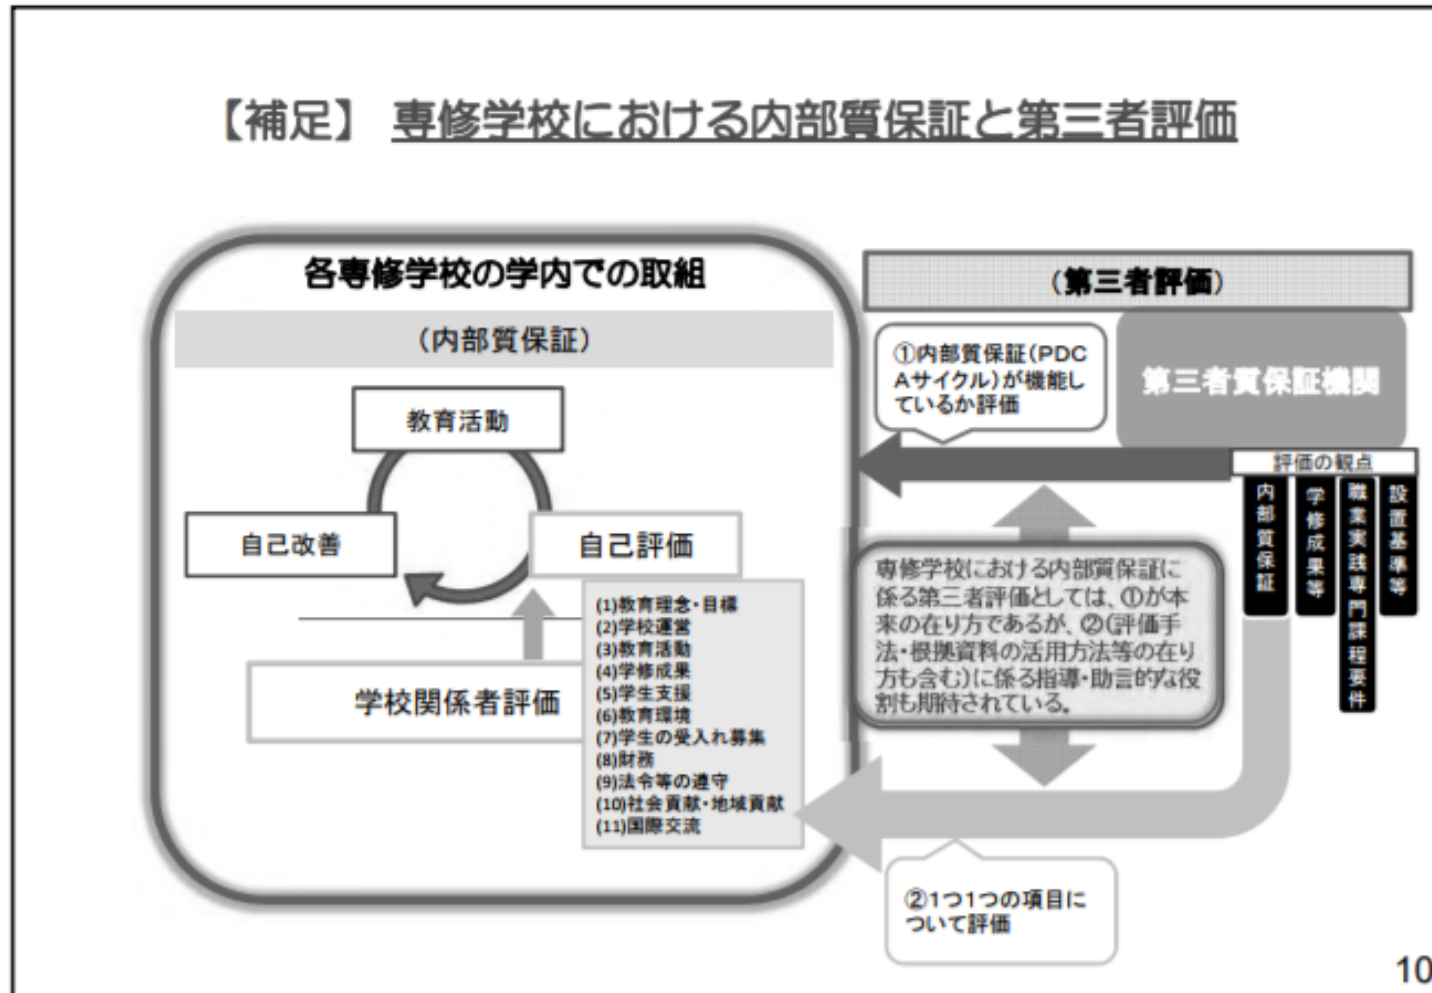 【補足】 専修学校における内部質保証と第三者評価
各専修学校の学内での取組
（内部質保証）
教育活動
自己改善
自己評価
学校関係者評価
(1)教育理念・目標
(2)学校運営
(3)教育活動
(4)学修成果
(5)学生支援
(6)教育環境
(7)学生の受入れ募集
(8)財務
(9)法令等の遵守
(10)社会貢献・地域貢献
(11)国際交流
（第三者評価）
①内部質保証（PDC
Aサイクル）が機能し
ているか評価
第三者質保証機関
評価の観点
内部質保証
学修成果等
職業実践専門課程要件
設置基準等
専修学校における内部質保証に
係る第三者評価としては、①が本
来の在り方であるが、②（評価手
法・根拠資料の活用方法等の在り
方も含む）に係る指導・助言的な役
割も期待されている。
②1つ1つの項目に
ついて評価
10